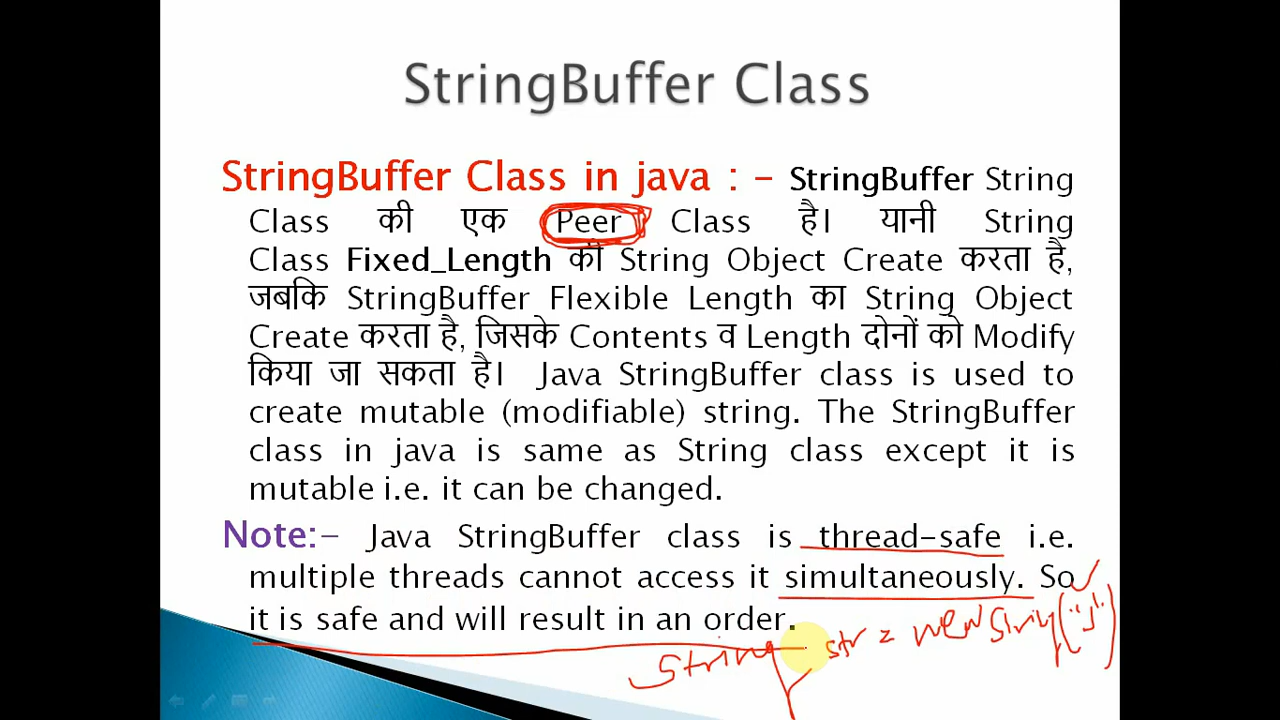 StringBuffer Class
StringBuffer Class in java : - StringBuffer String
Class की एक Peer Class है। यानी String
Class Fixed_Length की String Object Create करता है,
जबकि StringBuffer Flexible Length का String Object
Create करता है, जिसके Contents व Length दोनों को Modify
किया जा सकता है। Java StringBuffer class is used to
create mutable (modifiable) string. The StringBuffer
class in java is same as String class except it is
mutable i.e. it can be changed.
Note:- Java StringBuffer class is thread-safe i.e.
multiple threads cannot access it simultaneously. So
it is safe and will result in an order.
String str = new String("J")